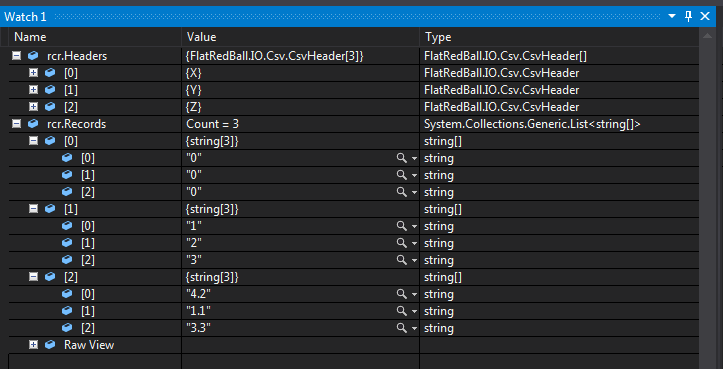 Watch 1
Name Value Type
rcr.Headers {FlatRedBall.IO.Csv.CsvHeader[3]} FlatRedBall.IO.Csv.CsvHeader[]
[0] {X} FlatRedBall.IO.Csv.CsvHeader
[1] {Y} FlatRedBall.IO.Csv.CsvHeader
[2] {Z} FlatRedBall.IO.Csv.CsvHeader
rcr.Records Count = 3 System.Collections.Generic.List<string[]>
[0] {string[3]} string[]
[0] "0" string
[1] "0" string
[2] "0" string
[1] {string[3]} string[]
[0] "1" string
[1] "2" string
[2] "3" string
[2] {string[3]} string[]
[0] "4.2" string
[1] "1.1" string
[2] "3.3" string
Raw View